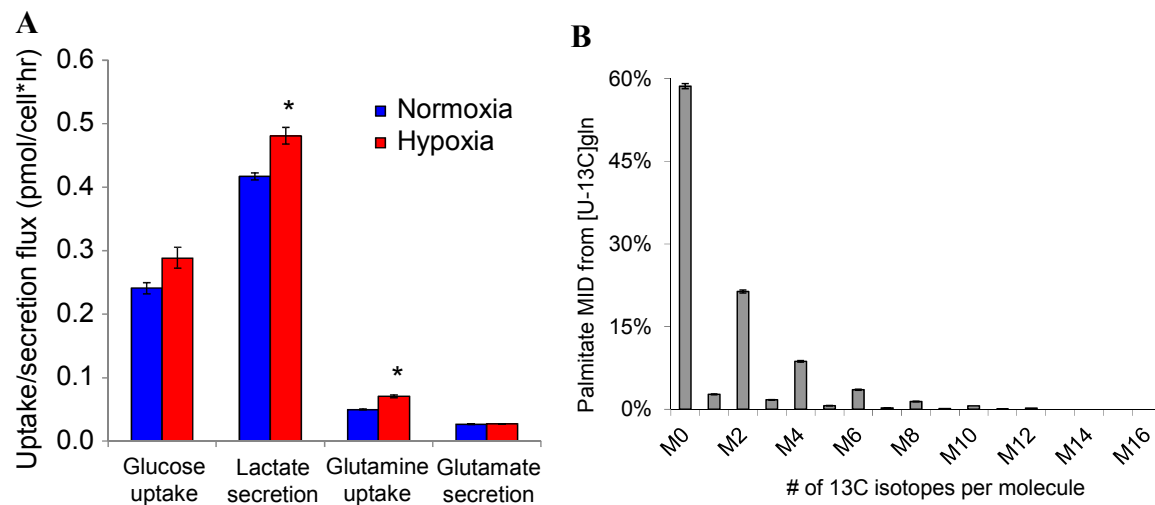 A
Uptake/secretion flux (pmol/cell*hr)
0.6
0.5
0.4
0.3
0.2
0.1
0.0
*
*
Normoxia
Hypoxia
Glucose
uptake
Lactate
secretion
Glutamine
uptake
Glutamate
secretion
B
Palmitate MID from [U-13C]gln
60%
45%
30%
15%
0%
M0
M2
M4
M6
M8
M10
M12
M14
M16
# of 13C isotopes per molecule